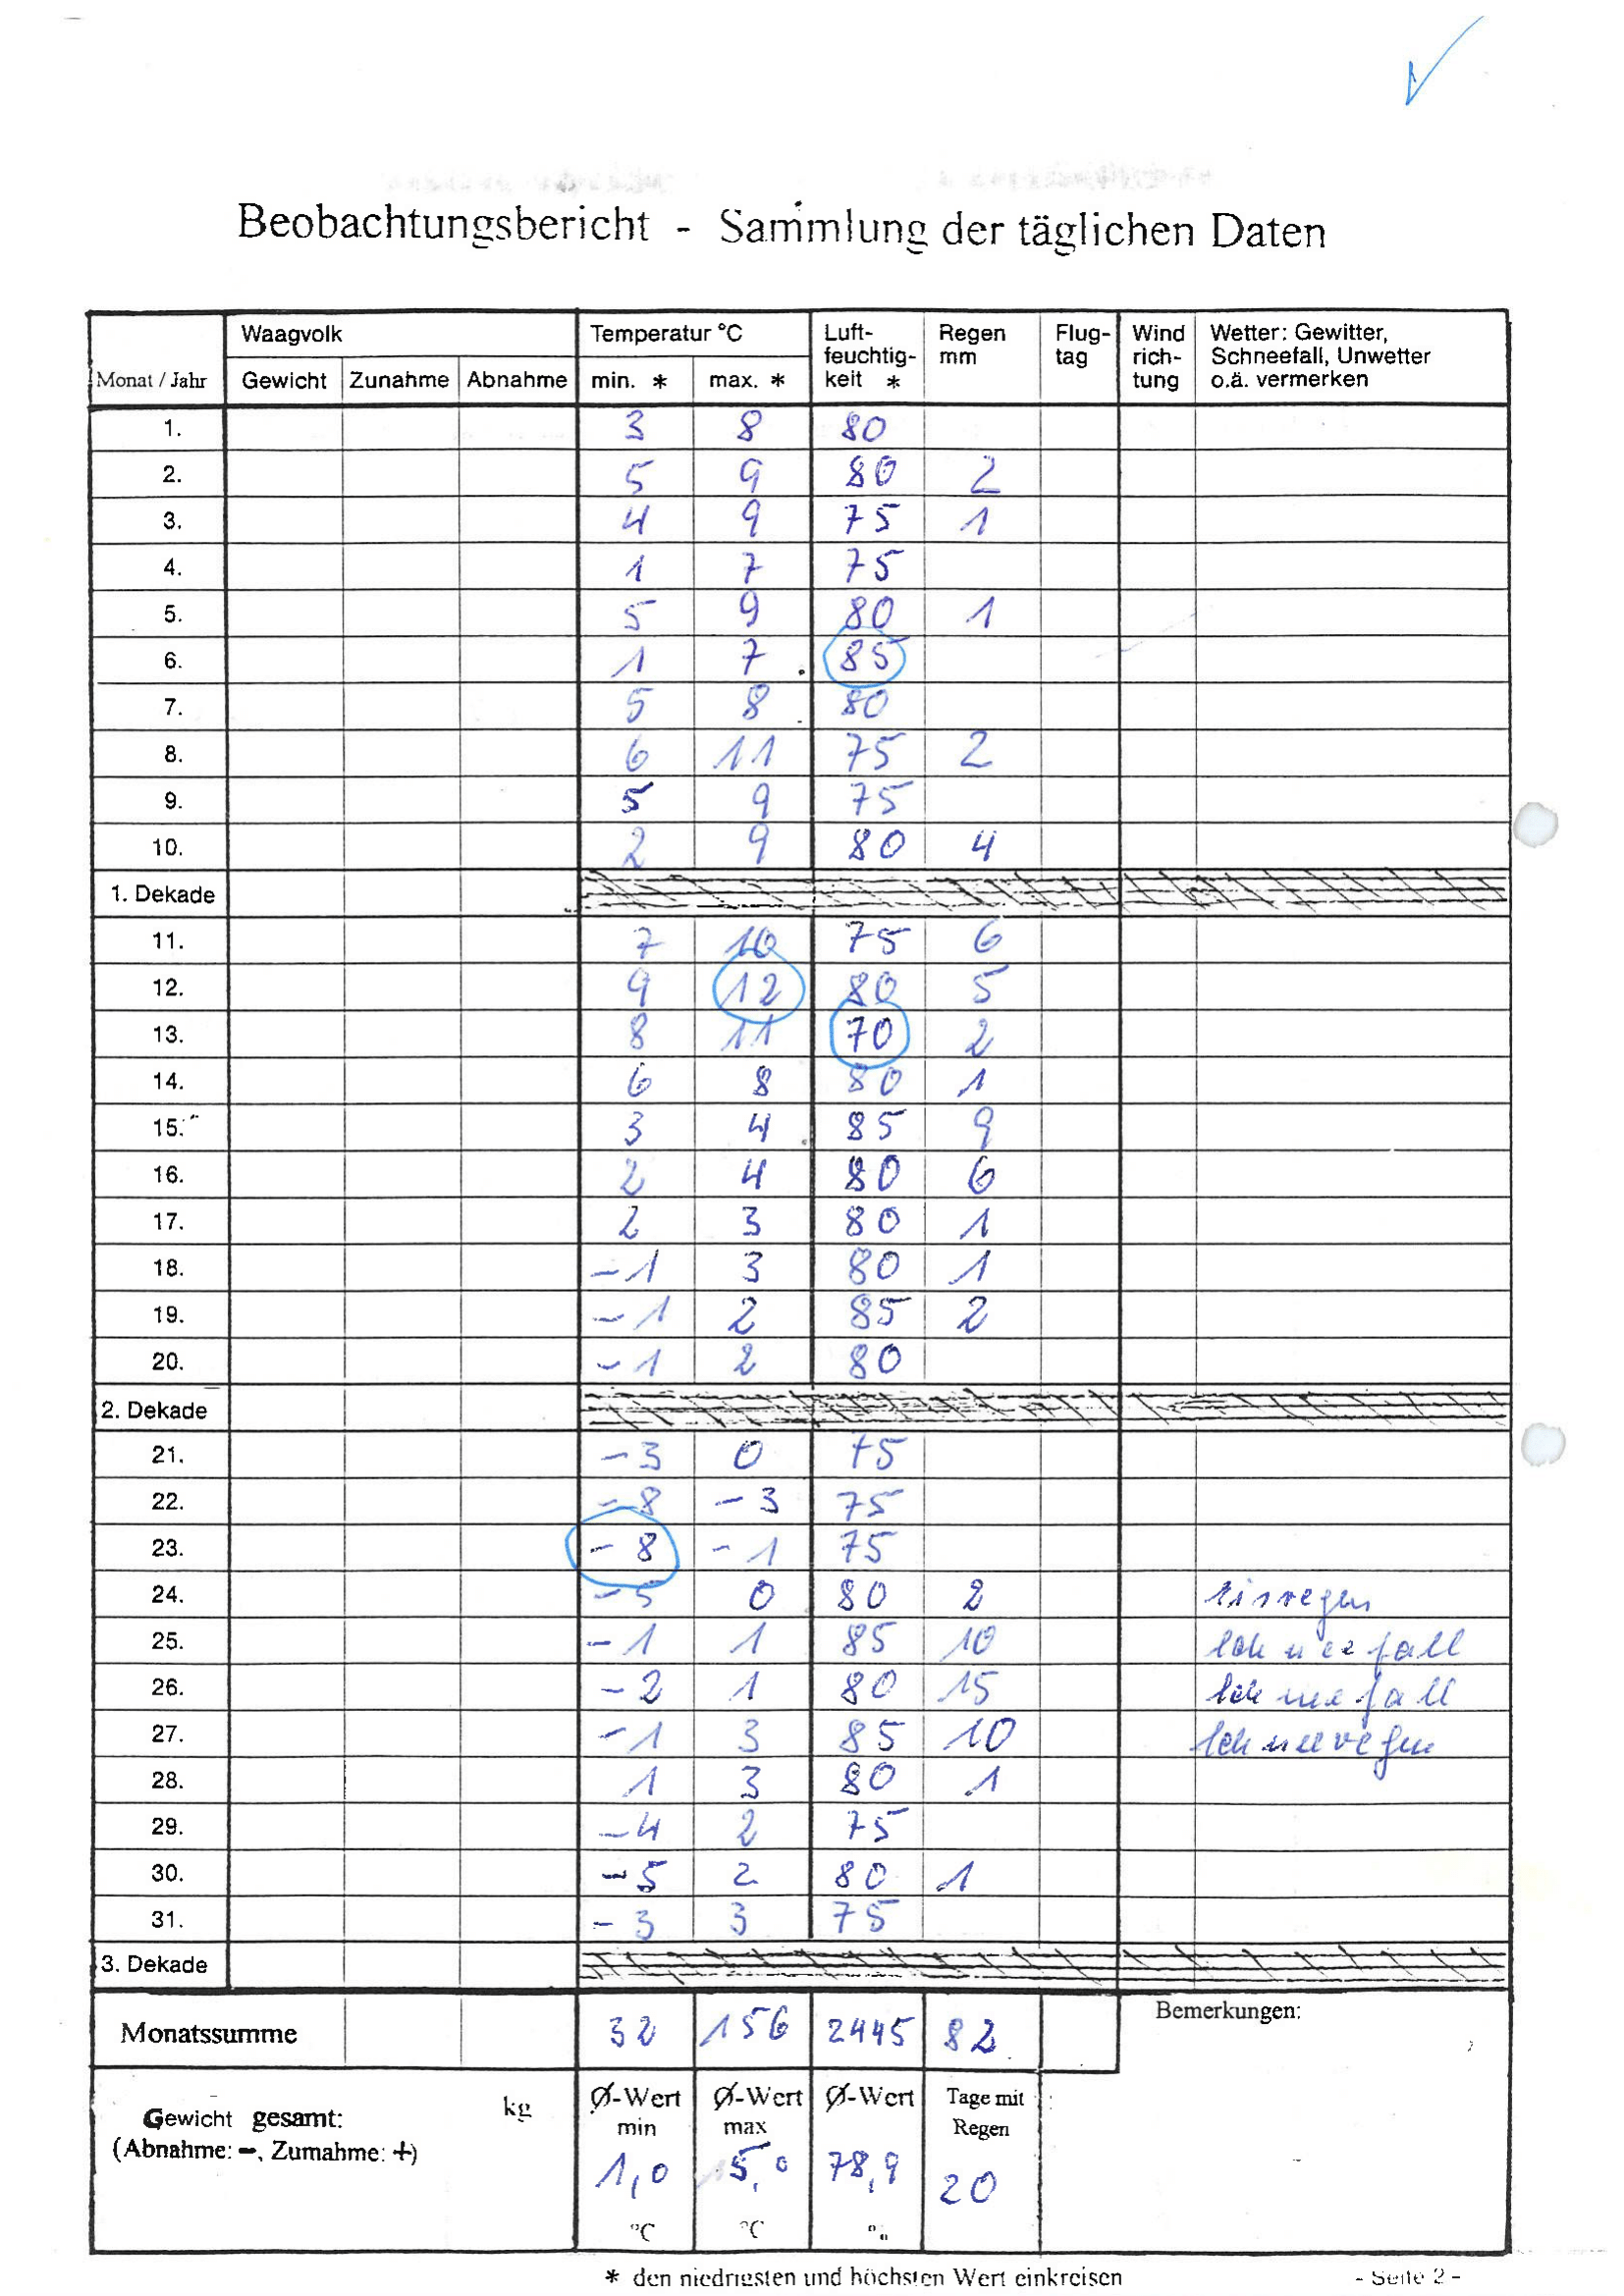 Beobachtungsbericht - Sammlung der täglichen Daten
Monat / Jahr Waagvolk Temperatur °C Luft- Regen Flug- Wind Wetter: Gewitter,
feuchtig- mm tag rich- Schneefall, Unwetter
Gewicht Zunahme Abnahme min. * max. * keit * tung o.ä. vermerken
1. 3 8 80
2. 5 9 80 2
3. 4 9 75 1
4. 1 7 75
5. 5 9 80 1
6. 1 7 85
7. 5 8 80
8. 6 11 75 2
9. 5 9 75
10. 2 9 80 4
1. Dekade
11. 7 10 75 6
12. 9 12 80 5
13. 8 11 70 2
14. 6 8 80 1
15. 3 4 85 9
16. 2 4 80 6
17. 2 3 80 1
18. -1 3 80 1
19. -1 2 85 2
20. -1 2 80
2. Dekade
21. -3 0 75
22. -8 -3 75
23. -8 -1 75
24. -5 0 80 2 Eisregen
25. -1 1 85 10 Schneefall
26. -2 1 80 15 Schneefall
27. -1 3 85 10 Schneeregen
28. 1 3 80 1
29. -4 2 75
30. -5 2 80 1
31. -3 3 75
3. Dekade
Monatssumme 32 156 2445 82 Bemerkungen:
Gewicht gesamt: kg Ø-Wert Ø-Wert Ø-Wert Tage mit
(Abnahme: -, Zumahme: +) min max Regen
1,0 5,0 78,9 20
°C °C %
* den niedrigsten und höchsten Wert einkreisen - Seite 2 -